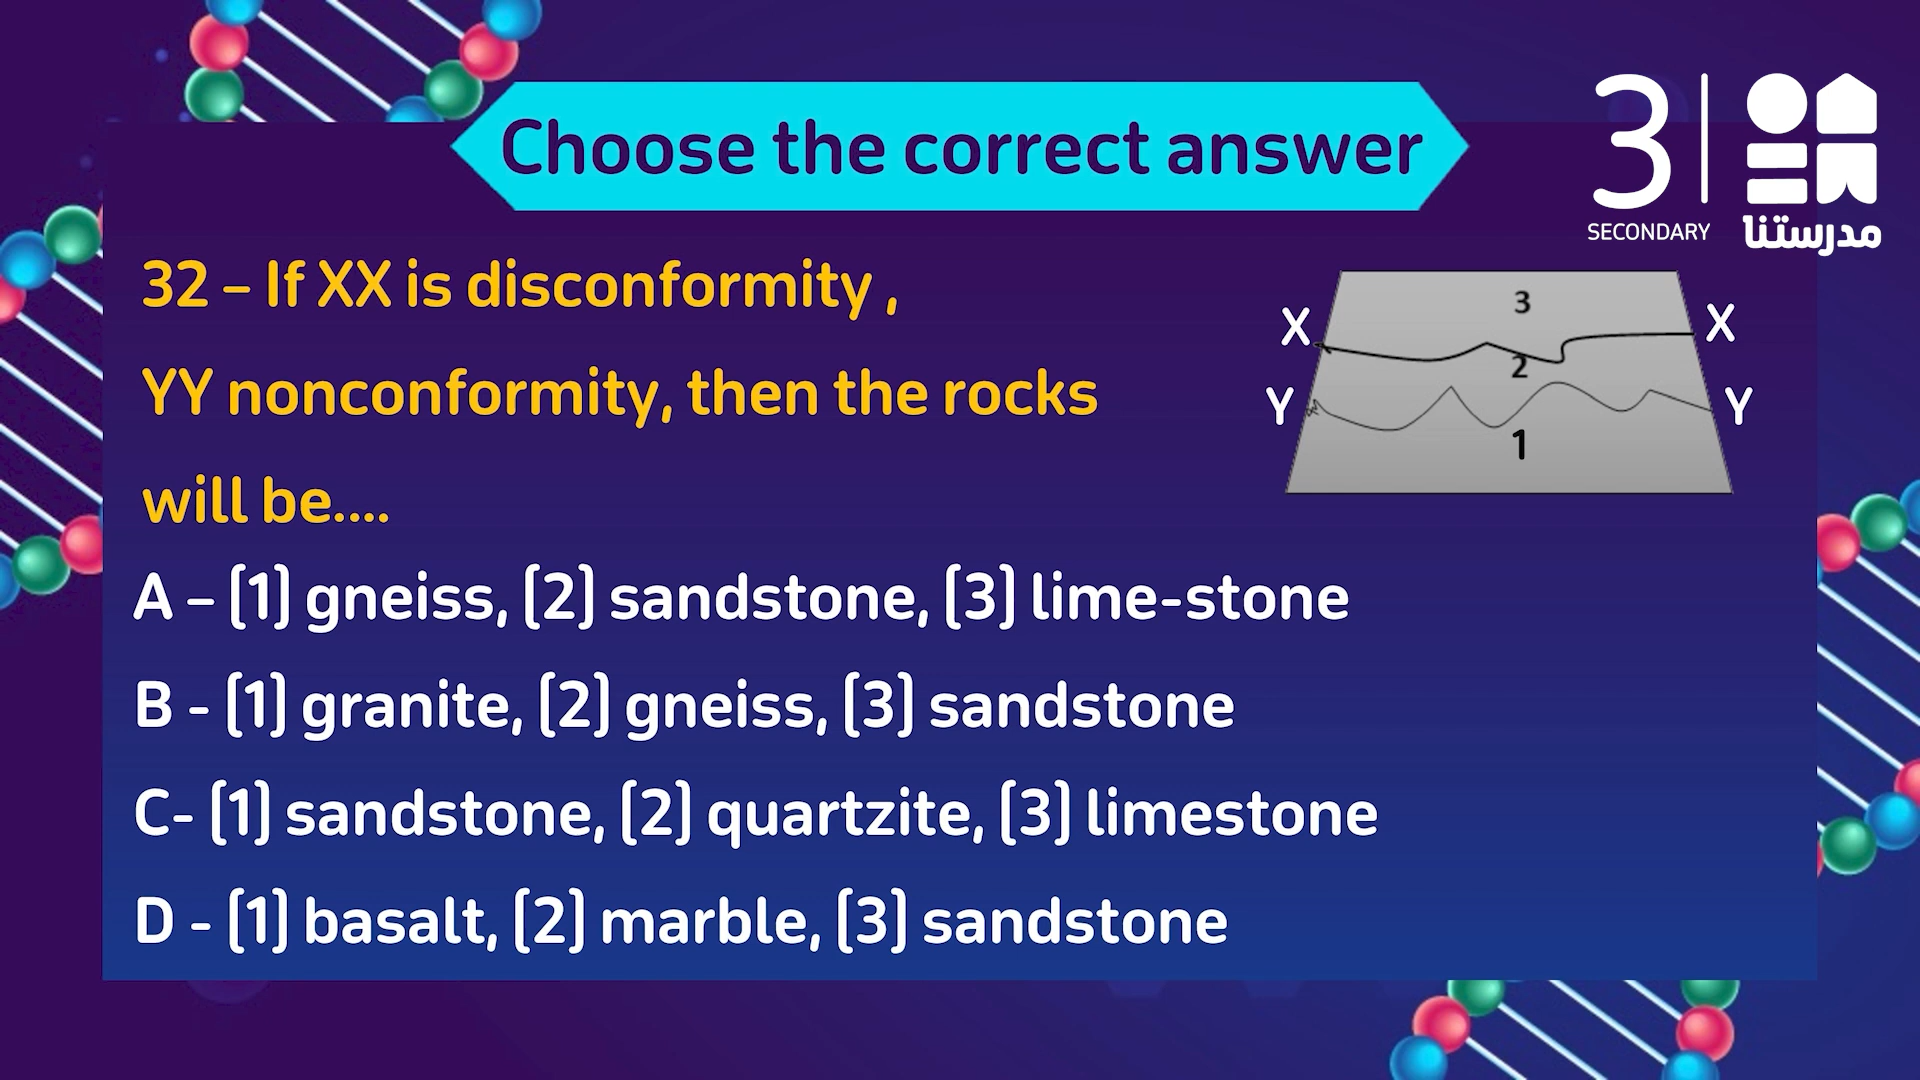 Choose the correct answer
3
SECONDARY
مدرستنا
32 – If XX is disconformity ,
YY nonconformity, then the rocks
will be....
3
X X
2
Y Y
1
A – (1) gneiss, (2) sandstone, (3) lime-stone
B - (1) granite, (2) gneiss, (3) sandstone
C- (1) sandstone, (2) quartzite, (3) limestone
D - (1) basalt, (2) marble, (3) sandstone